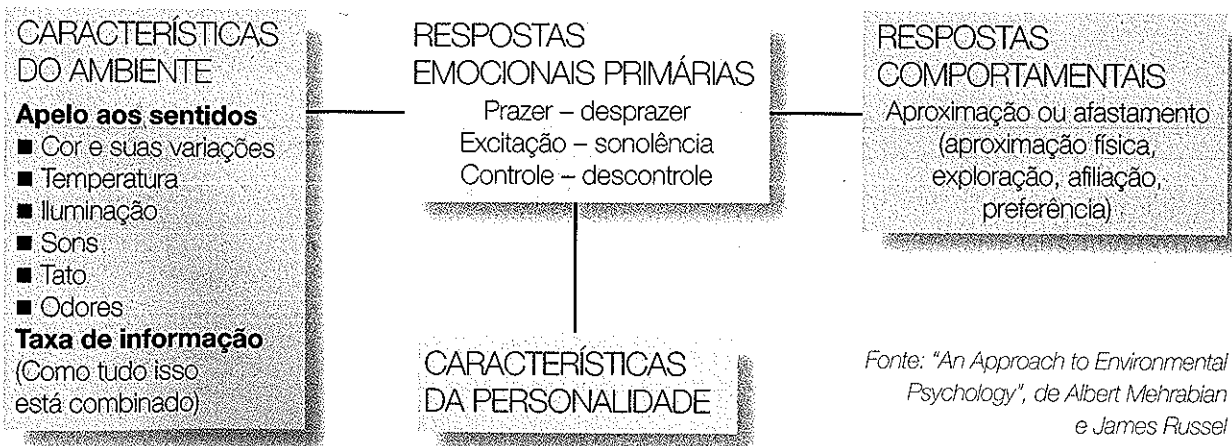 CARACTERÍSTICAS
DO AMBIENTE
Apelo aos sentidos
■ Cor e suas variações
■ Temperatura
■ Iluminação
■ Sons
■ Tato
■ Odores
Taxa de informação
(Como tudo isso
está combinado)
RESPOSTAS
EMOCIONAIS PRIMÁRIAS
Prazer – desprazer
Excitação – sonolência
Controle – descontrole
CARACTERÍSTICAS
DA PERSONALIDADE
RESPOSTAS
COMPORTAMENTAIS
Aproximação ou afastamento
(aproximação física,
exploração, afiliação,
preferência)
Fonte: "An Approach to Environmental
Psychology", de Albert Mehrabian
e James Russel